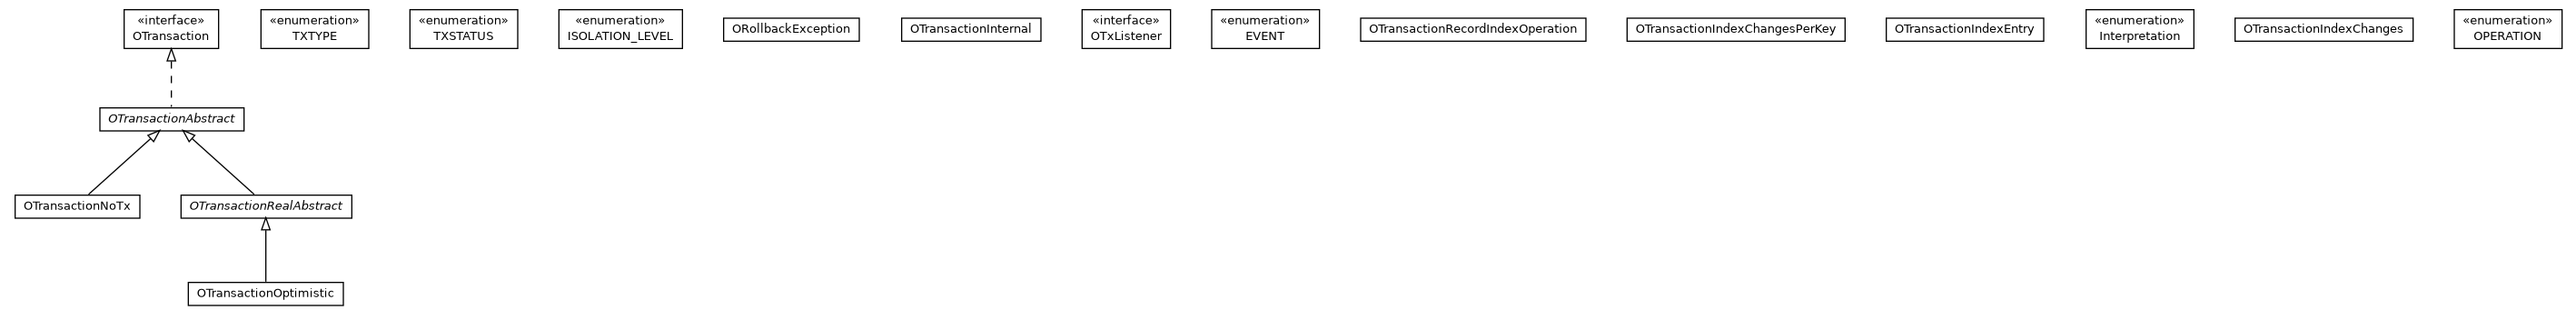 «interface»
OTransaction
«enumeration»
TXTYPE
«enumeration»
TXSTATUS
«enumeration»
ISOLATION_LEVEL
ORollbackException
OTransactionInternal
«interface»
OTxListener
«enumeration»
EVENT
OTransactionRecordIndexOperation
OTransactionIndexChangesPerKey
OTransactionIndexEntry
«enumeration»
Interpretation
OTransactionIndexChanges
«enumeration»
OPERATION
OTransactionAbstract
OTransactionNoTx
OTransactionRealAbstract
OTransactionOptimistic